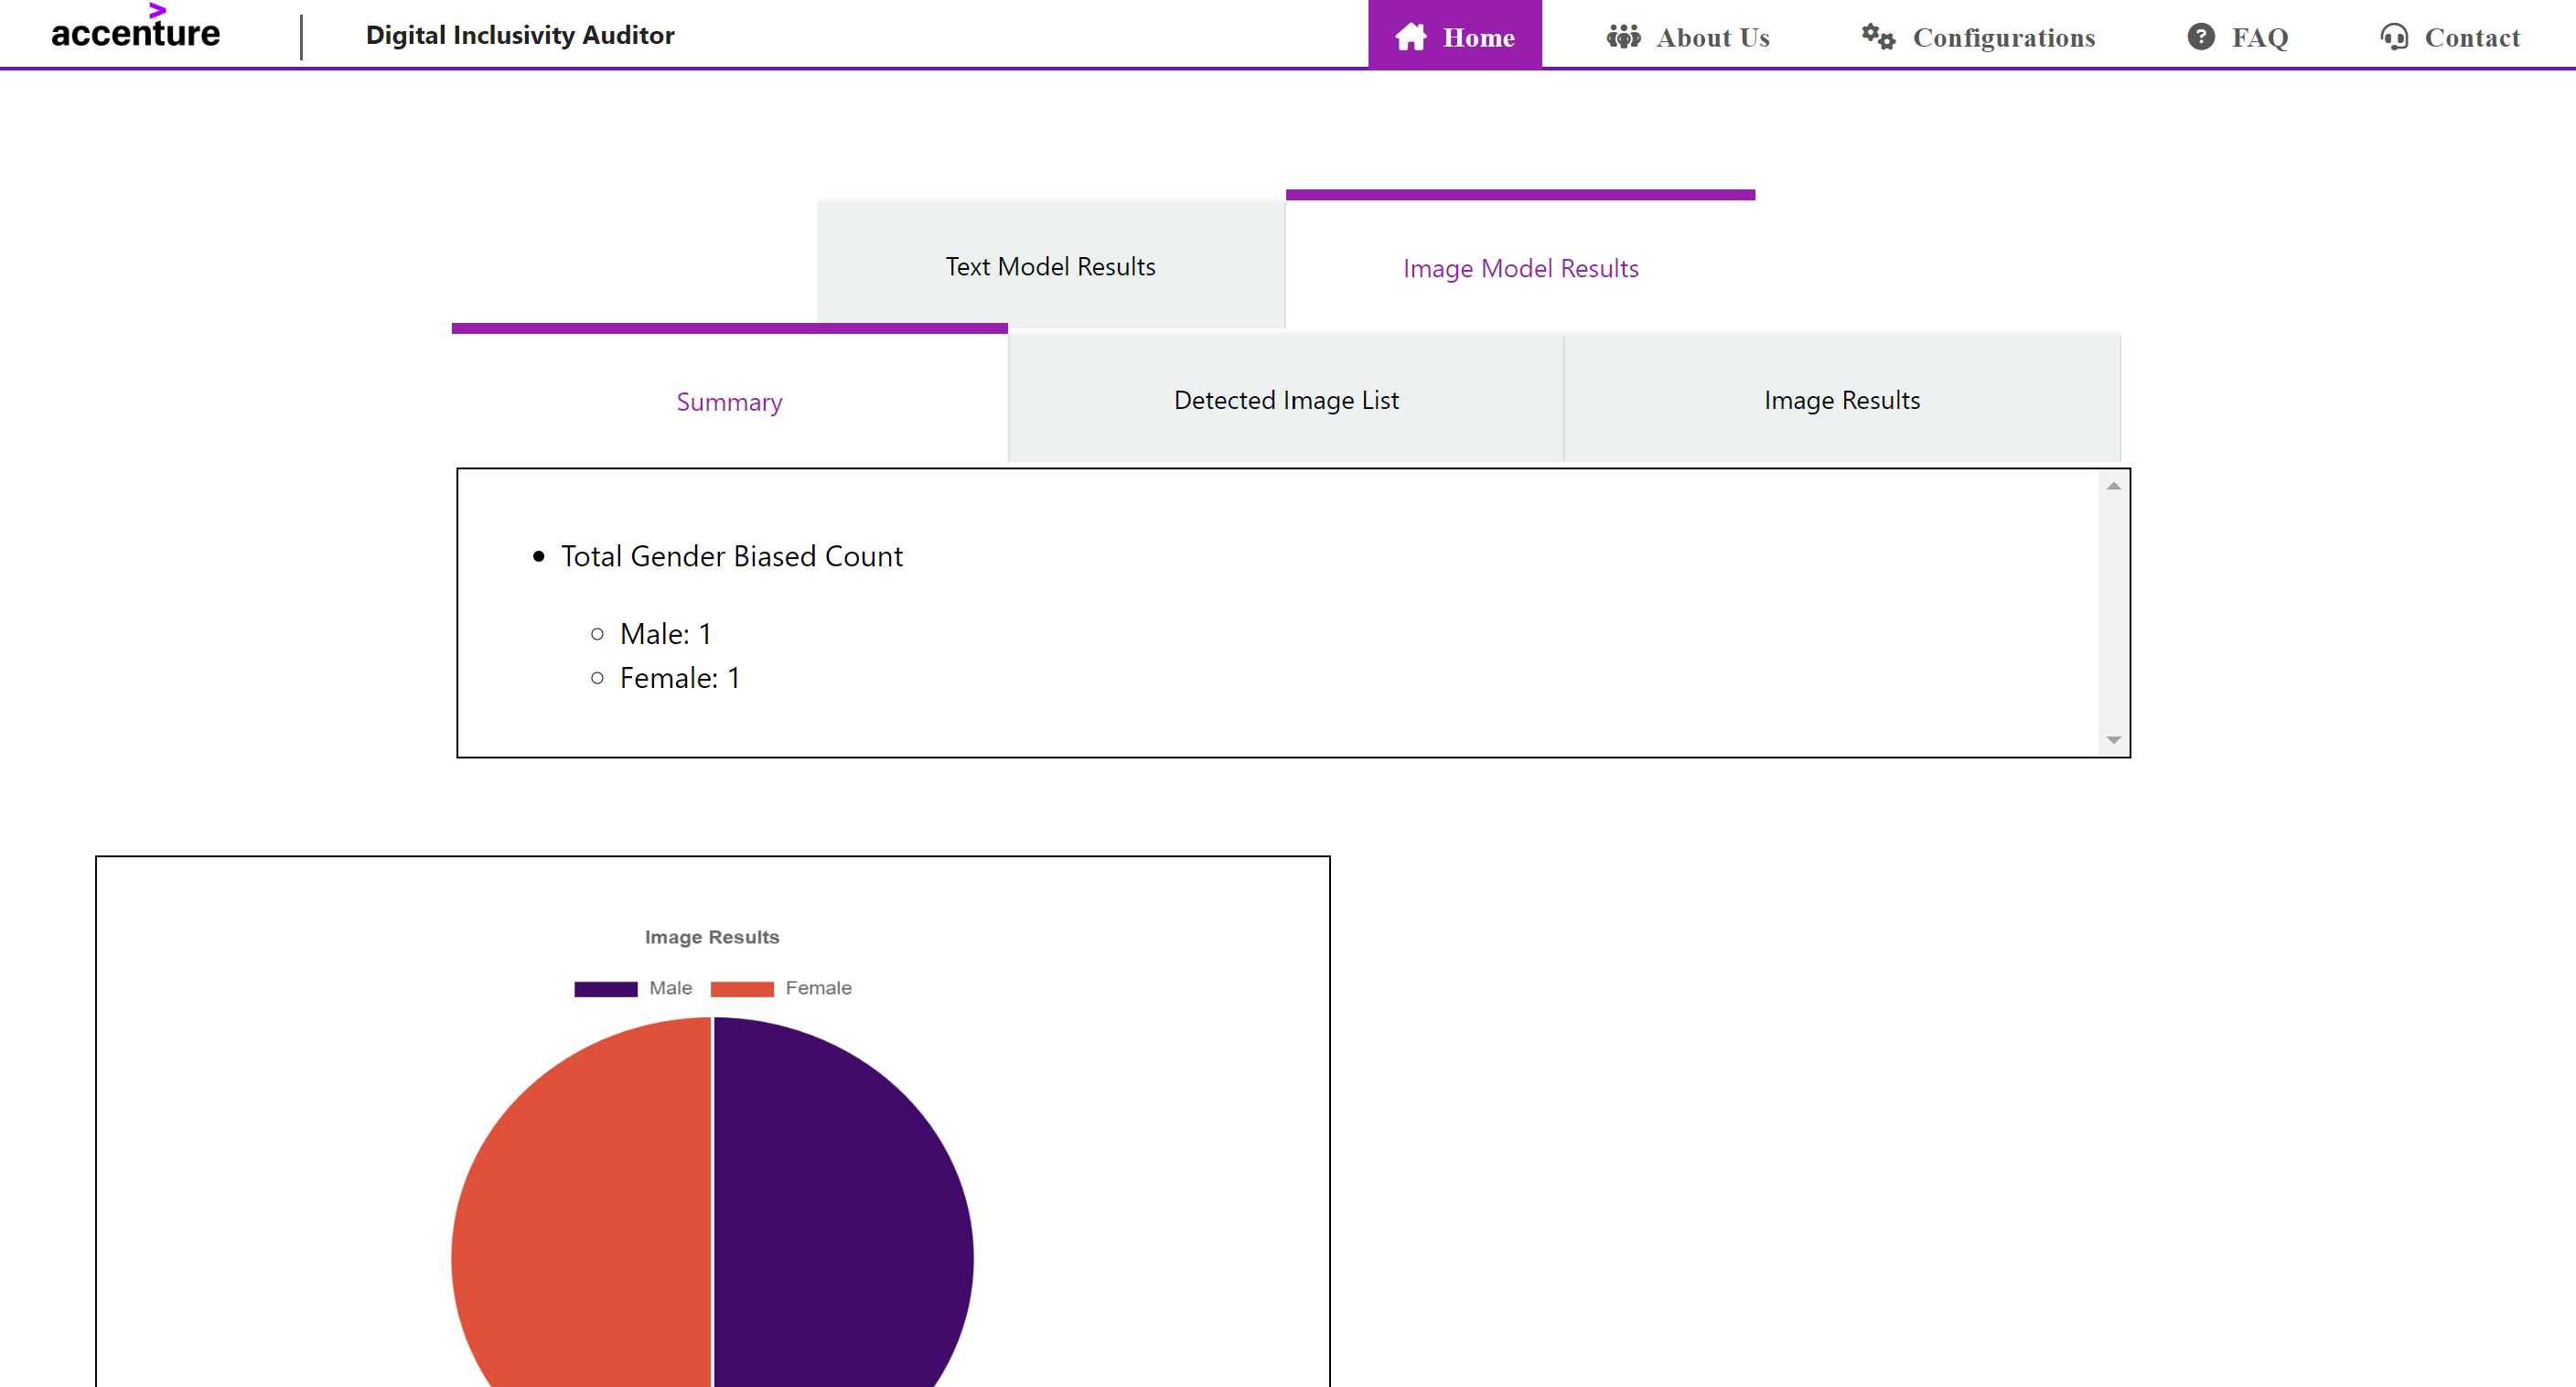 accenture
Digital Inclusivity Auditor
Home
About Us
Configurations
FAQ
Contact
Text Model Results
Image Model Results
Summary
Detected Image List
Image Results
Total Gender Biased Count
Male: 1
Female: 1
Image Results
Male Female